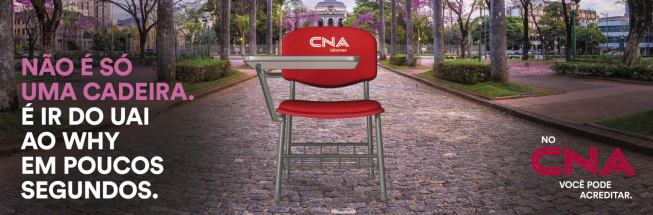 NÃO É SÓ
UMA CADEIRA.
É IR DO UAI
AO WHY
EM POUCOS
SEGUNDOS.
CNA
idiomas
NO
CNA
VOCÊ PODE
ACREDITAR.